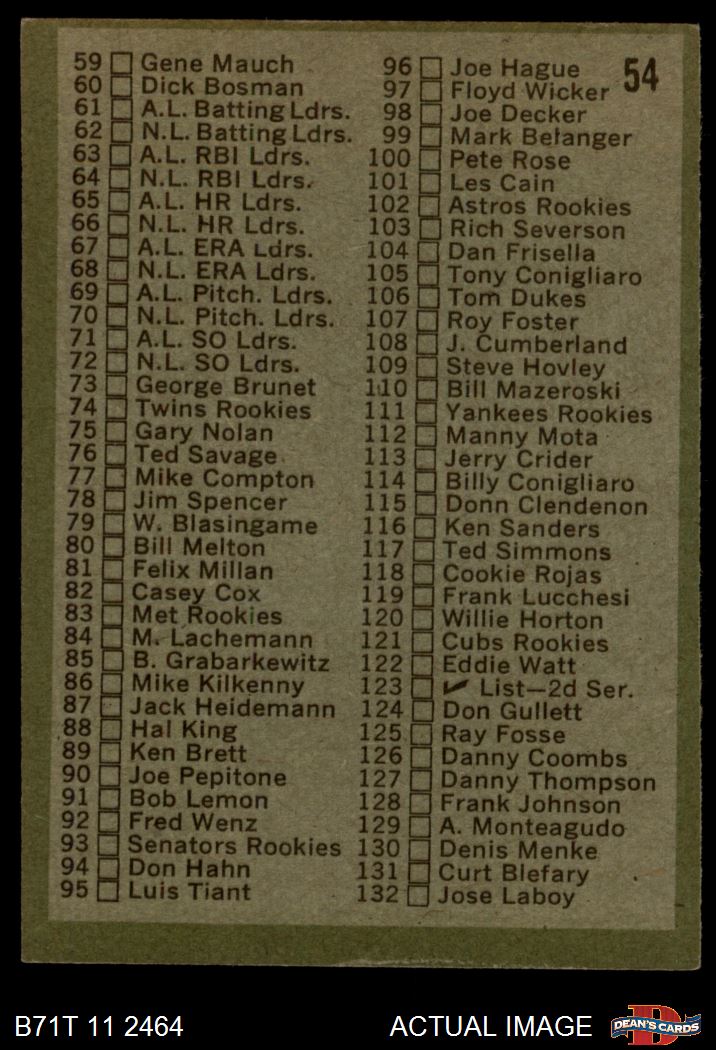 54
59 Gene Mauch
60 Dick Bosman
61 A.L. Batting Ldrs.
62 N.L. Batting Ldrs.
63 A.L. RBI Ldrs.
64 N.L. RBI Ldrs.
65 A.L. HR Ldrs.
66 N.L. HR Ldrs.
67 A.L. ERA Ldrs.
68 N.L. ERA Ldrs.
69 A.L. Pitch. Ldrs.
70 N.L. Pitch. Ldrs.
71 A.L. SO Ldrs.
72 N.L. SO Ldrs.
73 George Brunet
74 Twins Rookies
75 Gary Nolan
76 Ted Savage
77 Mike Compton
78 Jim Spencer
79 W. Blasingame
80 Bill Melton
81 Felix Millan
82 Casey Cox
83 Met Rookies
84 M. Lachemann
85 B. Grabarkewitz
86 Mike Kilkenny
87 Jack Heidemann
88 Hal King
89 Ken Brett
90 Joe Pepitone
91 Bob Lemon
92 Fred Wenz
93 Senators Rookies
94 Don Hahn
95 Luis Tiant
96 Joe Hague
97 Floyd Wicker
98 Joe Decker
99 Mark Belanger
100 Pete Rose
101 Les Cain
102 Astros Rookies
103 Rich Severson
104 Dan Frisella
105 Tony Conigliaro
106 Tom Dukes
107 Roy Foster
108 J. Cumberland
109 Steve Hovley
110 Bill Mazeroski
111 Yankees Rookies
112 Manny Mota
113 Jerry Crider
114 Billy Conigliaro
115 Donn Clendenon
116 Ken Sanders
117 Ted Simmons
118 Cookie Rojas
119 Frank Lucchesi
120 Willie Horton
121 Cubs Rookies
122 Eddie Watt
123 ✔ List—2d Ser.
124 Don Gullett
125 Ray Fosse
126 Danny Coombs
127 Danny Thompson
128 Frank Johnson
129 A. Monteagudo
130 Denis Menke
131 Curt Blefary
132 Jose Laboy
B71T 11 2464
ACTUAL IMAGE
D
DEAN'S CARDS